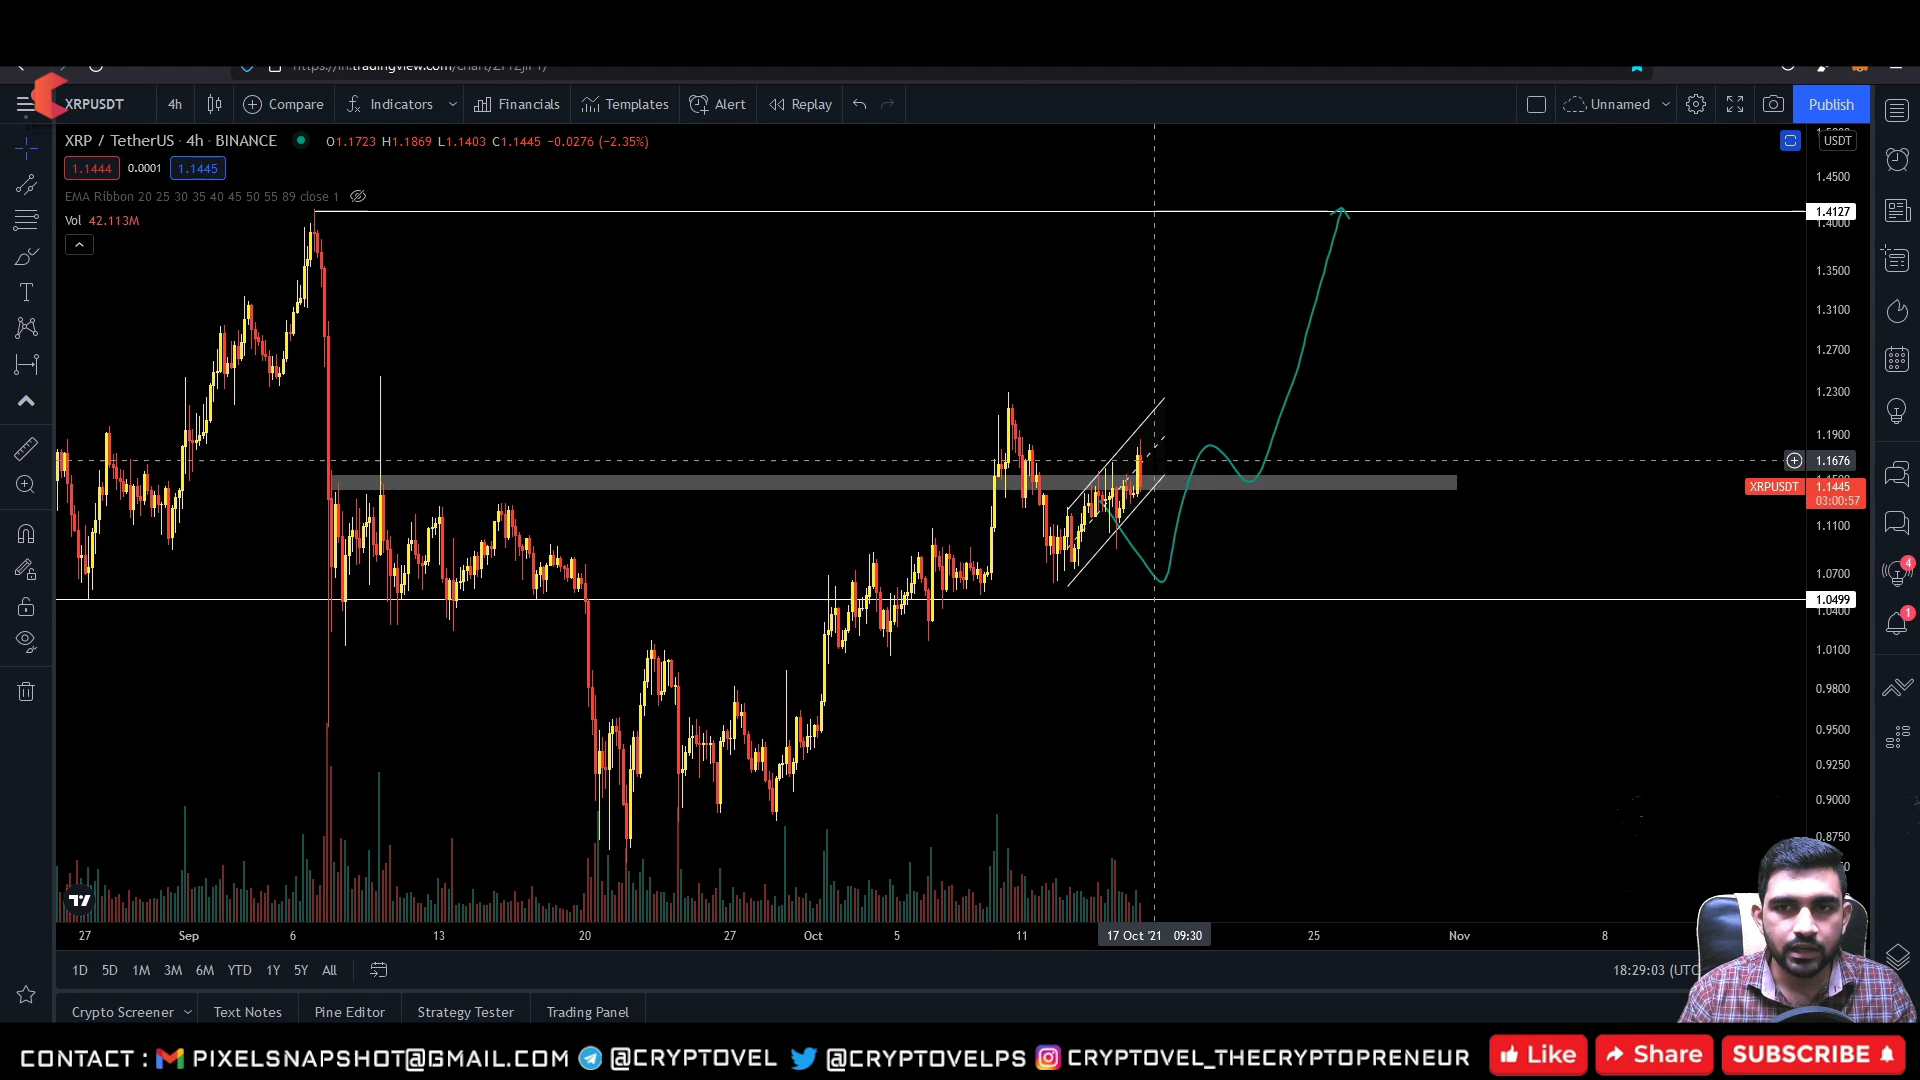 XRPUSDT 4h Compare Indicators Financials Templates Alert Replay Unnamed Publish
XRP / TetherUS · 4h · BINANCE O1.1723 H1.1869 L1.1403 C1.1445 −0.0276 (−2.35%)
USDT
1.1444 0.0001 1.1445
EMA Ribbon 20 25 30 35 40 45 50 55 89 close 1
Vol 42.113M
1.4500
1.4127
1.4000
1.3500
1.3100
1.2700
1.2300
1.1900
1.1676
XRPUSDT 1.1445
03:00:57
1.1100
1.0700
1.0499
1.0400
1.0100
0.9800
0.9500
0.9250
0.9000
0.8750
4
1
27 Sep 6 13 20 27 Oct 5 11 17 Oct '21 09:30 25 Nov 8
1D 5D 1M 3M 6M YTD 1Y 5Y All 18:29:03 (UTC
Crypto Screener Text Notes Pine Editor Strategy Tester Trading Panel
CONTACT : PIXELSNAPSHOT@GMAIL.COM @CRYPTOVEL @CRYPTOVELPS CRYPTOVEL_THECRYPTOPRENEUR Like Share SUBSCRIBE